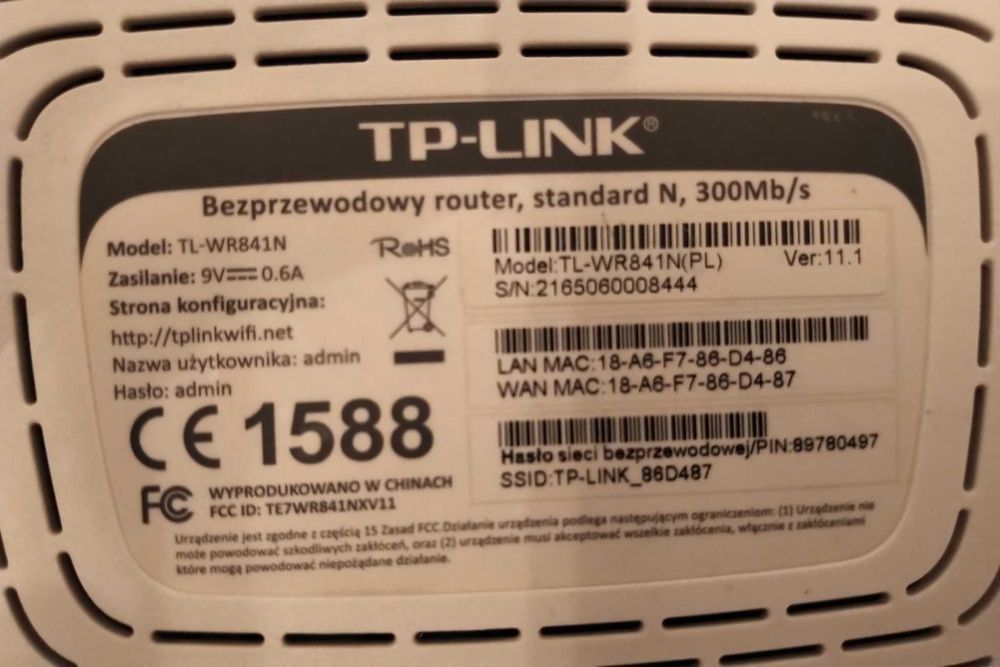 TP-LINK®
Bezprzewodowy router, standard N, 300Mb/s
Model: TL-WR841N
Zasilanie: 9V⎓0.6A
Strona konfiguracyjna:
http://tplinkwifi.net
Nazwa użytkownika: admin
Hasło: admin
RoHS
CE 1588
FC WYPRODUKOWANO W CHINACH
FCC ID: TE7WR841NXV11
Model:TL-WR841N(PL) Ver:11.1
S/N:2165060008444
LAN MAC:18-A6-F7-86-D4-86
WAN MAC:18-A6-F7-86-D4-87
Hasło sieci bezprzewodowej/PIN:89780497
SSID:TP-LINK_86D487
Urządzenie jest zgodne z częścią 15 Zasad FCC.Działanie urządzenia podlega następującym ograniczeniom: (1) Urządzenie nie
może powodować szkodliwych zakłóceń, oraz (2) urządzenie musi akceptować wszelkie zakłócenia, włącznie z zakłóceniami
które mogą powodować niepożądane działanie.